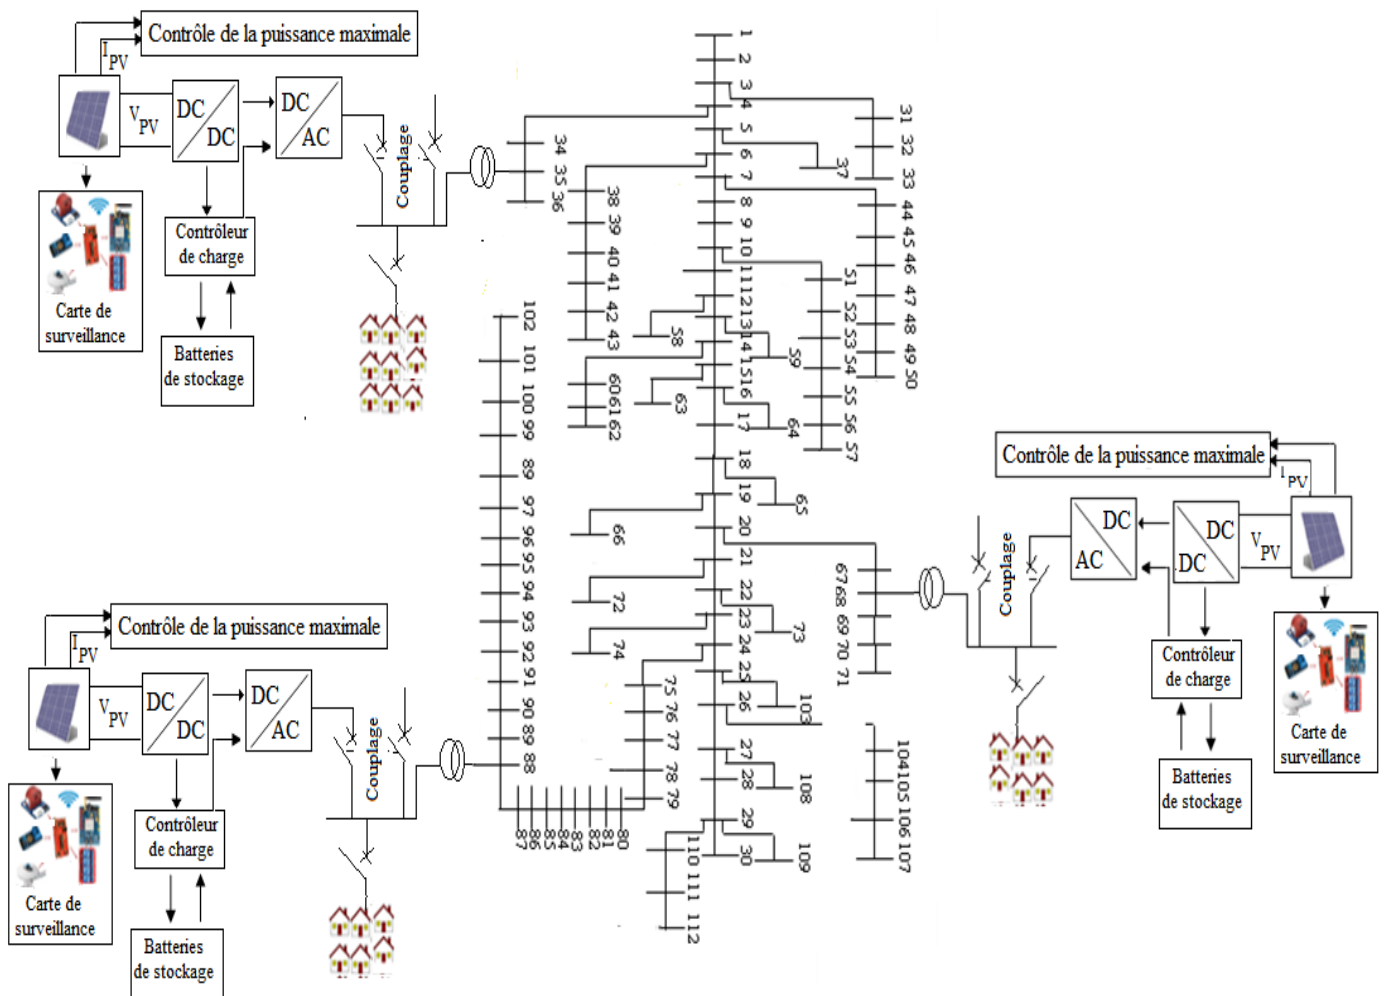 Contrôle de la puissance maximale
I PV
V PV
DC
DC
DC
AC
Couplage
Contrôleur
de charge
Carte de
surveillance
Batteries
de stockage
1
2
3
4
5
6
7
8
9
10
11
12
13
14
15
16
17
18
19
20
21
22
23
24
25
26
27
28
29
30
31
32
33
34
35
36
37
38
39
40
41
42
43
44
45
46
47
48
49
50
51
52
53
54
55
56
57
58
59
60
61
62
63
64
65
66
67
68
69
70
71
72
73
74
75
76
77
78
79
80
81
82
83
84
85
86
87
88
89
90
91
92
93
94
95
96
97
89
99
100
101
102
103
104
105
106
107
108
109
110
111
112
Contrôle de la puissance maximale
I PV
V PV
DC
AC
DC
DC
Couplage
Contrôleur
de charge
Carte de
surveillance
Batteries
de stockage
Contrôle de la puissance maximale
I PV
V PV
DC
DC
DC
AC
Couplage
Contrôleur
de charge
Carte de
surveillance
Batteries
de stockage